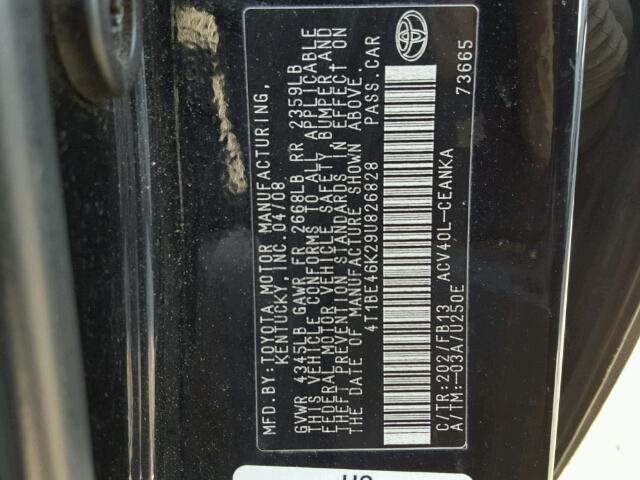 MFD.BY:TOYOTA MOTOR MANUFACTURING,
KENTUCKY, INC.04/08
GVWR 4345LB GAWR FR 2668LB RR 2359LB
THIS VEHICLE CONFORMS TO ALL APPLICABLE
FEDERAL MOTOR VEHICLE SAFETY, BUMPER, AND
THEFT PREVENTION STANDARDS IN EFFECT ON
THE DATE OF MANUFACTURE SHOWN ABOVE.
4T1BE46K29U826828 PASS.CAR
C/TR:202/FB13 ACV40L-CEANKA
A/TM:-03A/U250E 73665